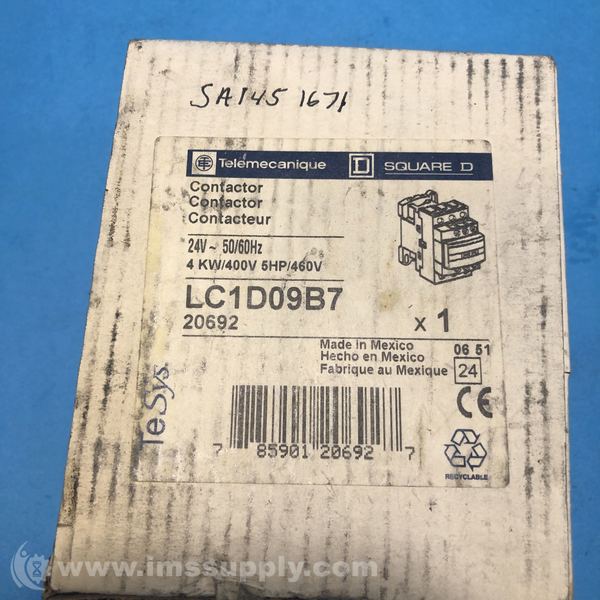 SA145 1671
Telemecanique D SQUARE D
Contactor
Contactor
Contacteur
24V~ 50/60Hz
4 KW/400V 5HP/460V
LC1D09B7
20692
x 1
Made in Mexico
Hecho en Mexico
Fabriqué au Mexique
06 51
24
CE
TeSys
7 85901 20692 7
RECYCLABLE
www.imssupply.com